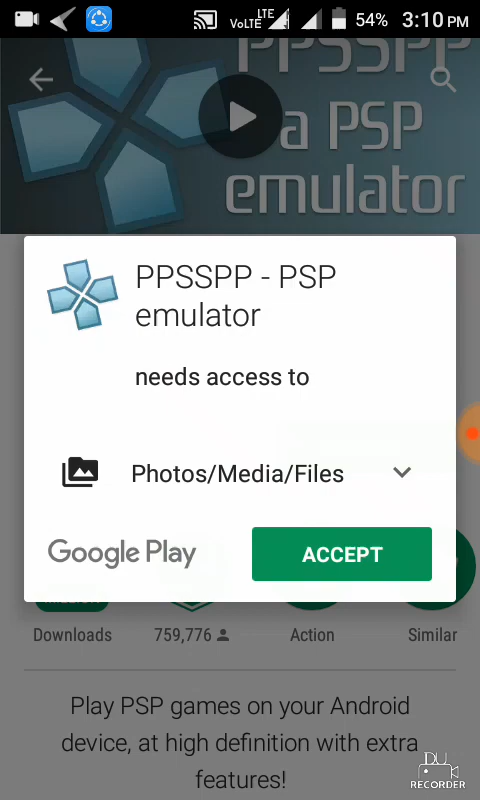 VoLTE LTE 54% 3:10 PM
PPSSPP
a PSP
emulator
PPSSPP - PSP
emulator
needs access to
Photos/Media/Files
Google Play
ACCEPT
Downloads 759,776 Action Similar
Play PSP games on your Android
device, at high definition with extra
features!
DU
RECORDER